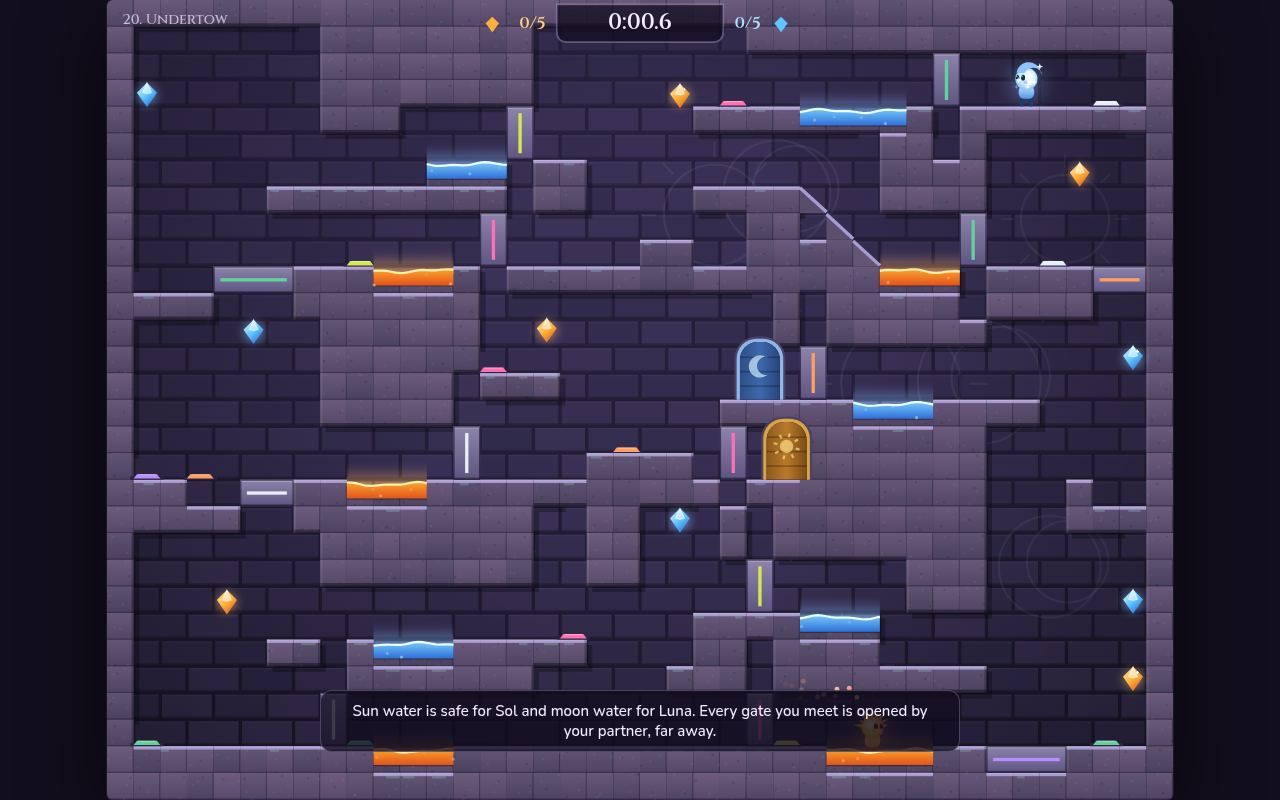 20. Undertow
0/5
0:00.6
0/5
Sun water is safe for Sol and moon water for Luna. Every gate you meet is opened by
your partner, far away.